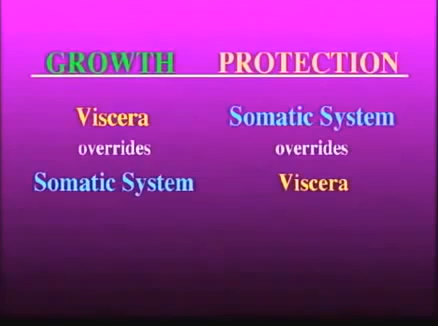 GROWTH PROTECTION
Viscera Somatic System
overrides overrides
Somatic System Viscera